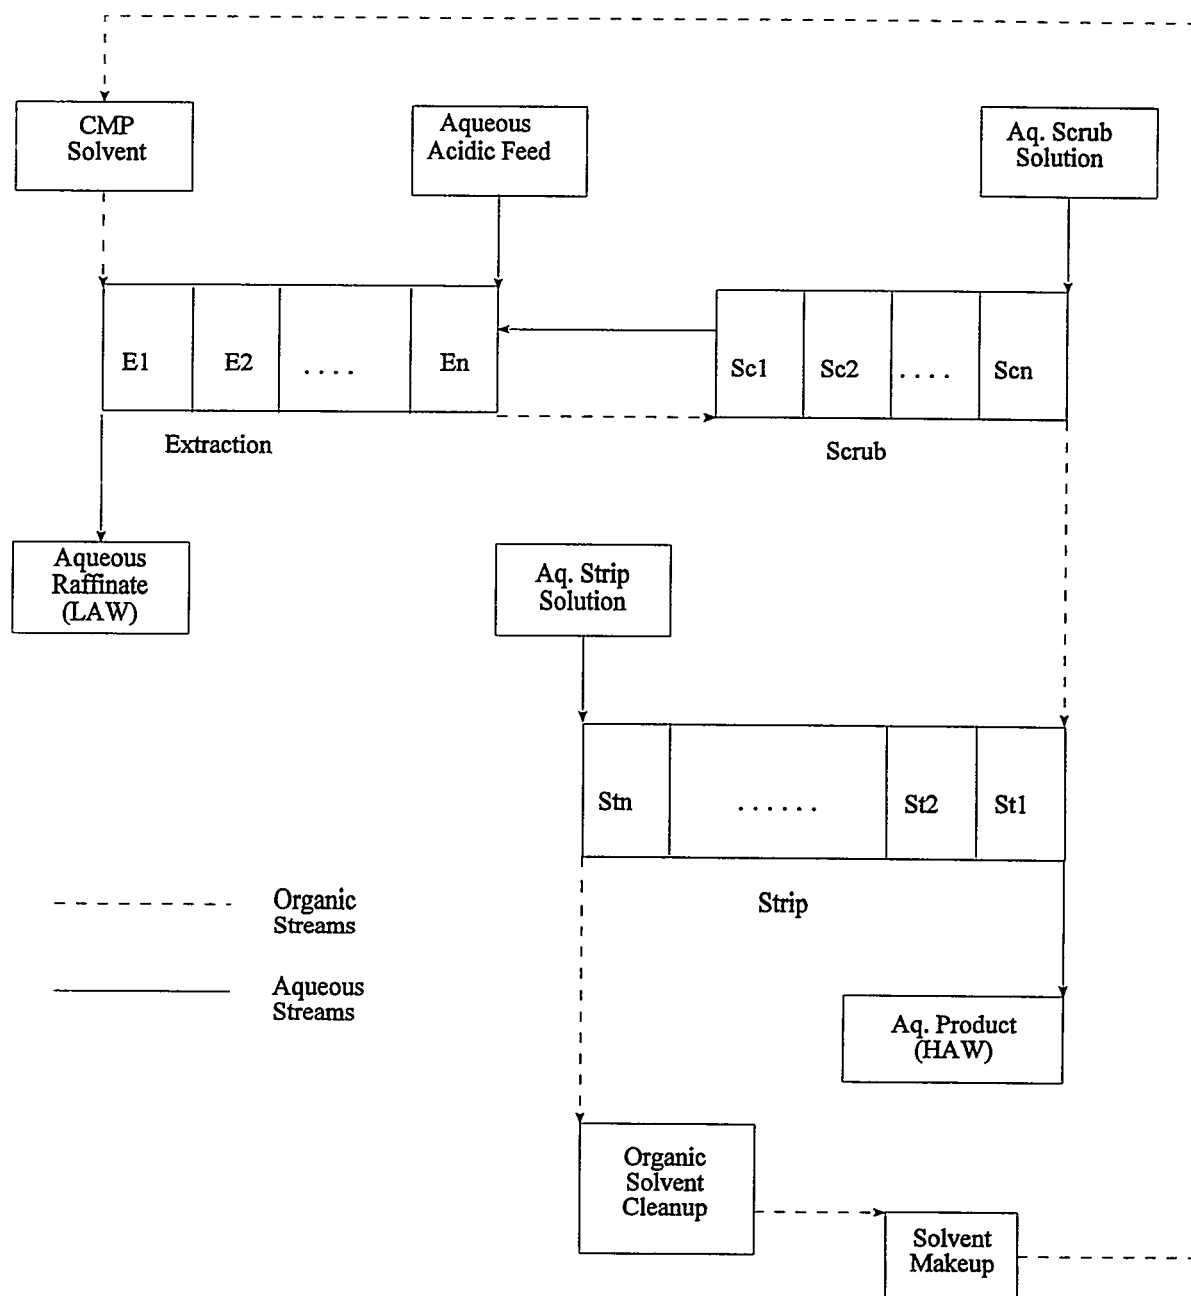 CMP
Solvent
Aqueous
Acidic Feed
Aq. Scrub
Solution
E1
E2
. . . .
En
Sc1
Sc2
. . . .
Scn
Extraction
Scrub
Aqueous
Raffinate
(LAW)
Aq. Strip
Solution
Stn
. . . . . .
St2
St1
Strip
Organic
Streams
Aqueous
Streams
Aq. Product
(HAW)
Organic
Solvent
Cleanup
Solvent
Makeup